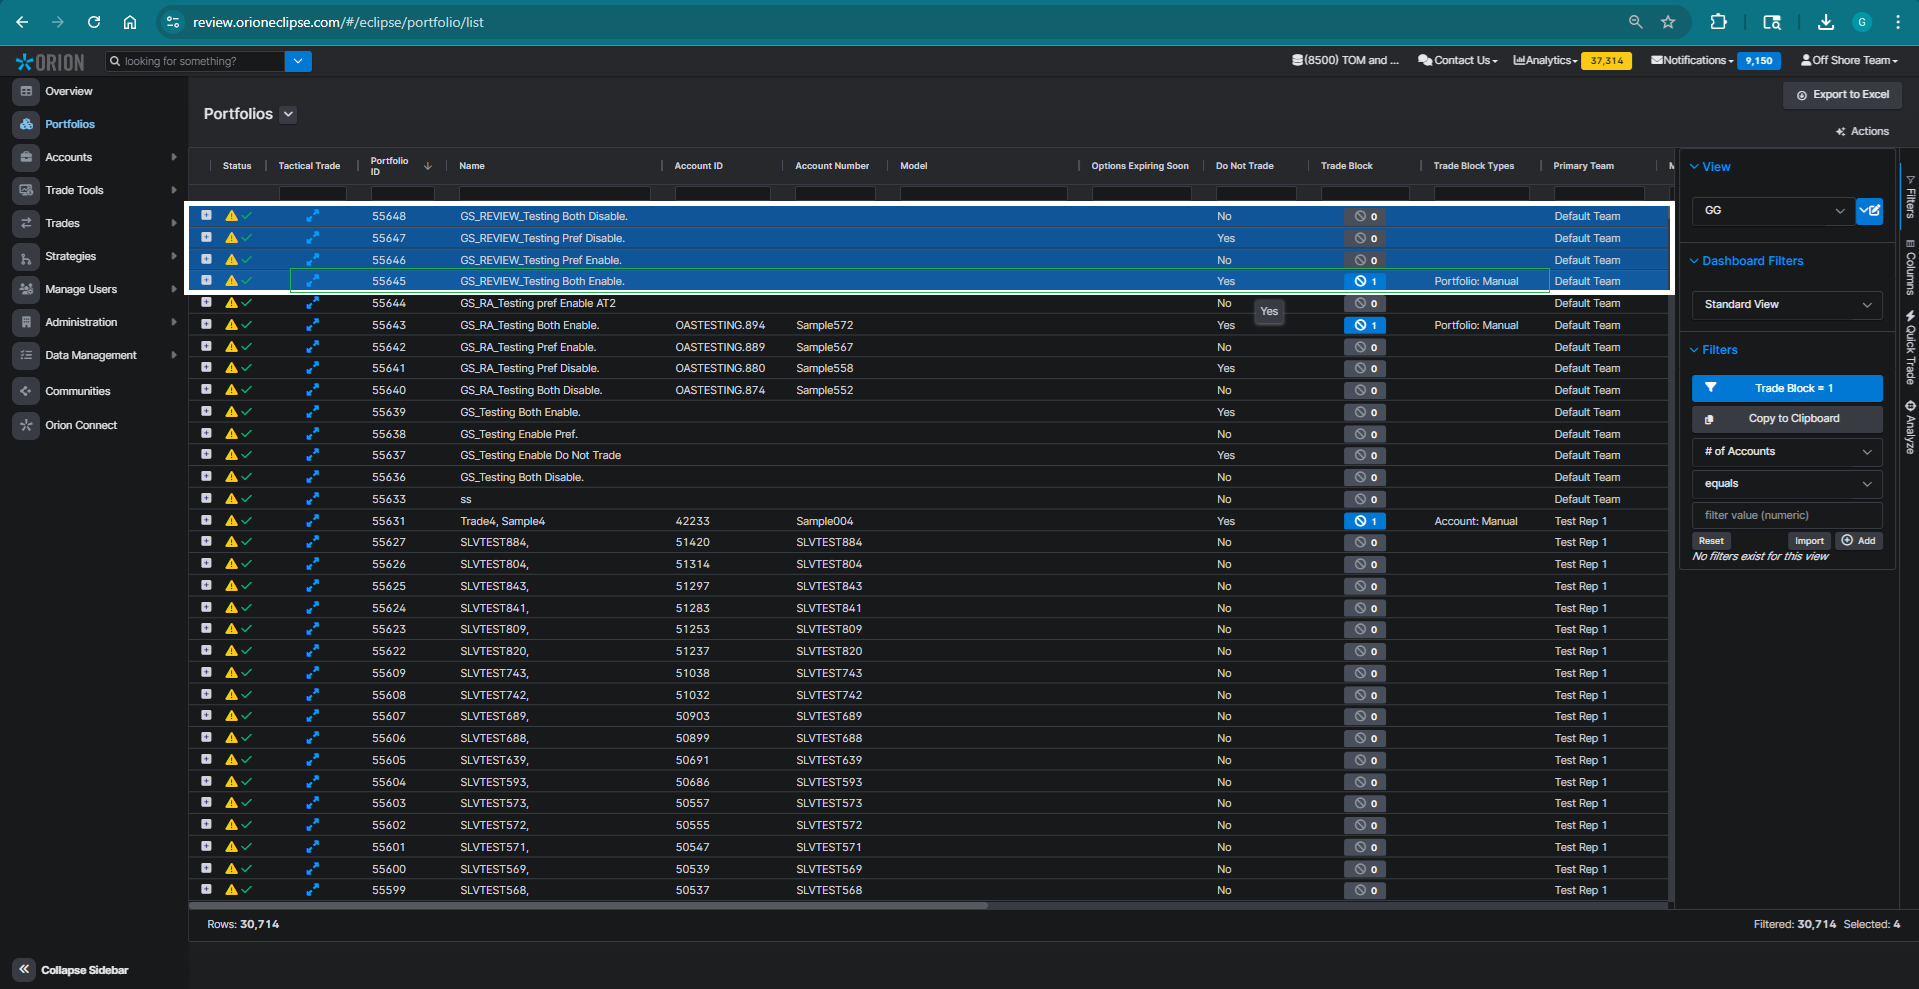 review.orioneclipse.com/#/eclipse/portfolio/list
G
ORION
looking for something?
(8500) TOM and ...
Contact Us
Analytics
37,314
Notifications
9,150
Off Shore Team
Overview
Portfolios
Accounts
Trade Tools
Trades
Strategies
Manage Users
Administration
Data Management
Communities
Orion Connect
Collapse Sidebar
Portfolios
Export to Excel
Actions
Status Tactical Trade Portfolio ID Name Account ID Account Number Model Options Expiring Soon Do Not Trade Trade Block Trade Block Types Primary Team M
55648 GS_REVIEW_Testing Both Disable. No 0 Default Team
55647 GS_REVIEW_Testing Pref Disable. Yes 0 Default Team
55646 GS_REVIEW_Testing Pref Enable. No 0 Default Team
55645 GS_REVIEW_Testing Both Enable. Yes 1 Portfolio: Manual Default Team
55644 GS_RA_Testing pref Enable AT2 No 0 Default Team
Yes
55643 GS_RA_Testing Both Enable. OASTESTING.894 Sample572 Yes 1 Portfolio: Manual Default Team
55642 GS_RA_Testing Pref Enable. OASTESTING.889 Sample567 No 0 Default Team
55641 GS_RA_Testing Pref Disable. OASTESTING.880 Sample558 Yes 0 Default Team
55640 GS_RA_Testing Both Disable. OASTESTING.874 Sample552 No 0 Default Team
55639 GS_Testing Both Enable. Yes 0 Default Team
55638 GS_Testing Enable Pref. No 0 Default Team
55637 GS_Testing Enable Do Not Trade Yes 0 Default Team
55636 GS_Testing Both Disable. No 0 Default Team
55633 ss No 0 Default Team
55631 Trade4, Sample4 42233 Sample004 Yes 1 Account: Manual Test Rep 1
55627 SLVTEST884, 51420 SLVTEST884 No 0 Test Rep 1
55626 SLVTEST804, 51314 SLVTEST804 No 0 Test Rep 1
55625 SLVTEST843, 51297 SLVTEST843 No 0 Test Rep 1
55624 SLVTEST841, 51283 SLVTEST841 No 0 Test Rep 1
55623 SLVTEST809, 51253 SLVTEST809 No 0 Test Rep 1
55622 SLVTEST820, 51237 SLVTEST820 No 0 Test Rep 1
55609 SLVTEST743, 51038 SLVTEST743 No 0 Test Rep 1
55608 SLVTEST742, 51032 SLVTEST742 No 0 Test Rep 1
55607 SLVTEST689, 50903 SLVTEST689 No 0 Test Rep 1
55606 SLVTEST688, 50899 SLVTEST688 No 0 Test Rep 1
55605 SLVTEST639, 50691 SLVTEST639 No 0 Test Rep 1
55604 SLVTEST593, 50686 SLVTEST593 No 0 Test Rep 1
55603 SLVTEST573, 50557 SLVTEST573 No 0 Test Rep 1
55602 SLVTEST572, 50555 SLVTEST572 No 0 Test Rep 1
55601 SLVTEST571, 50547 SLVTEST571 No 0 Test Rep 1
55600 SLVTEST569, 50539 SLVTEST569 No 0 Test Rep 1
55599 SLVTEST568, 50537 SLVTEST568 No 0 Test Rep 1
Rows: 30,714
Filtered: 30,714 Selected: 4
View
GG
Dashboard Filters
Standard View
Filters
Trade Block = 1
Copy to Clipboard
# of Accounts
equals
filter value (numeric)
Reset Import Add
No filters exist for this view
Filters
Columns
Quick Trade
Analyze